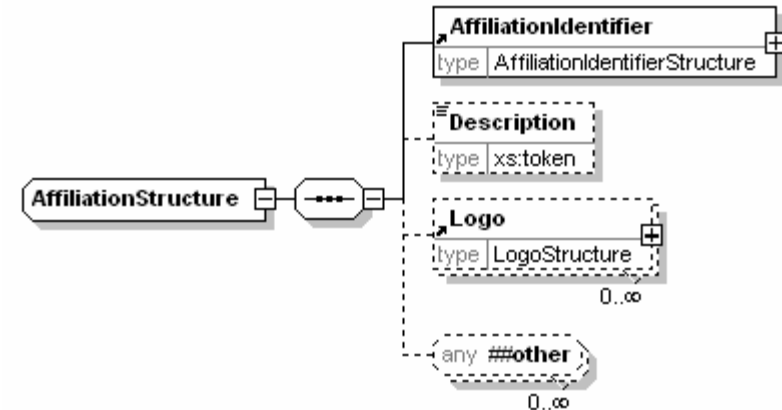 AffiliationIdentifier
type AffiliationIdentifierStructure
Description
type xs:token
AffiliationStructure
Logo
type LogoStructure
0..∞
any ##other
0..∞